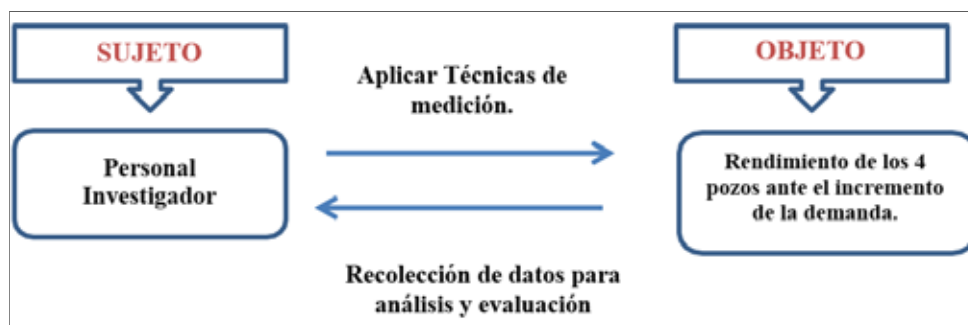 SUJETO
Personal
Investigador
Aplicar Técnicas de
medición.
Recolección de datos para
análisis y evaluación
OBJETO
Rendimiento de los 4
pozos ante el incremento
de la demanda.